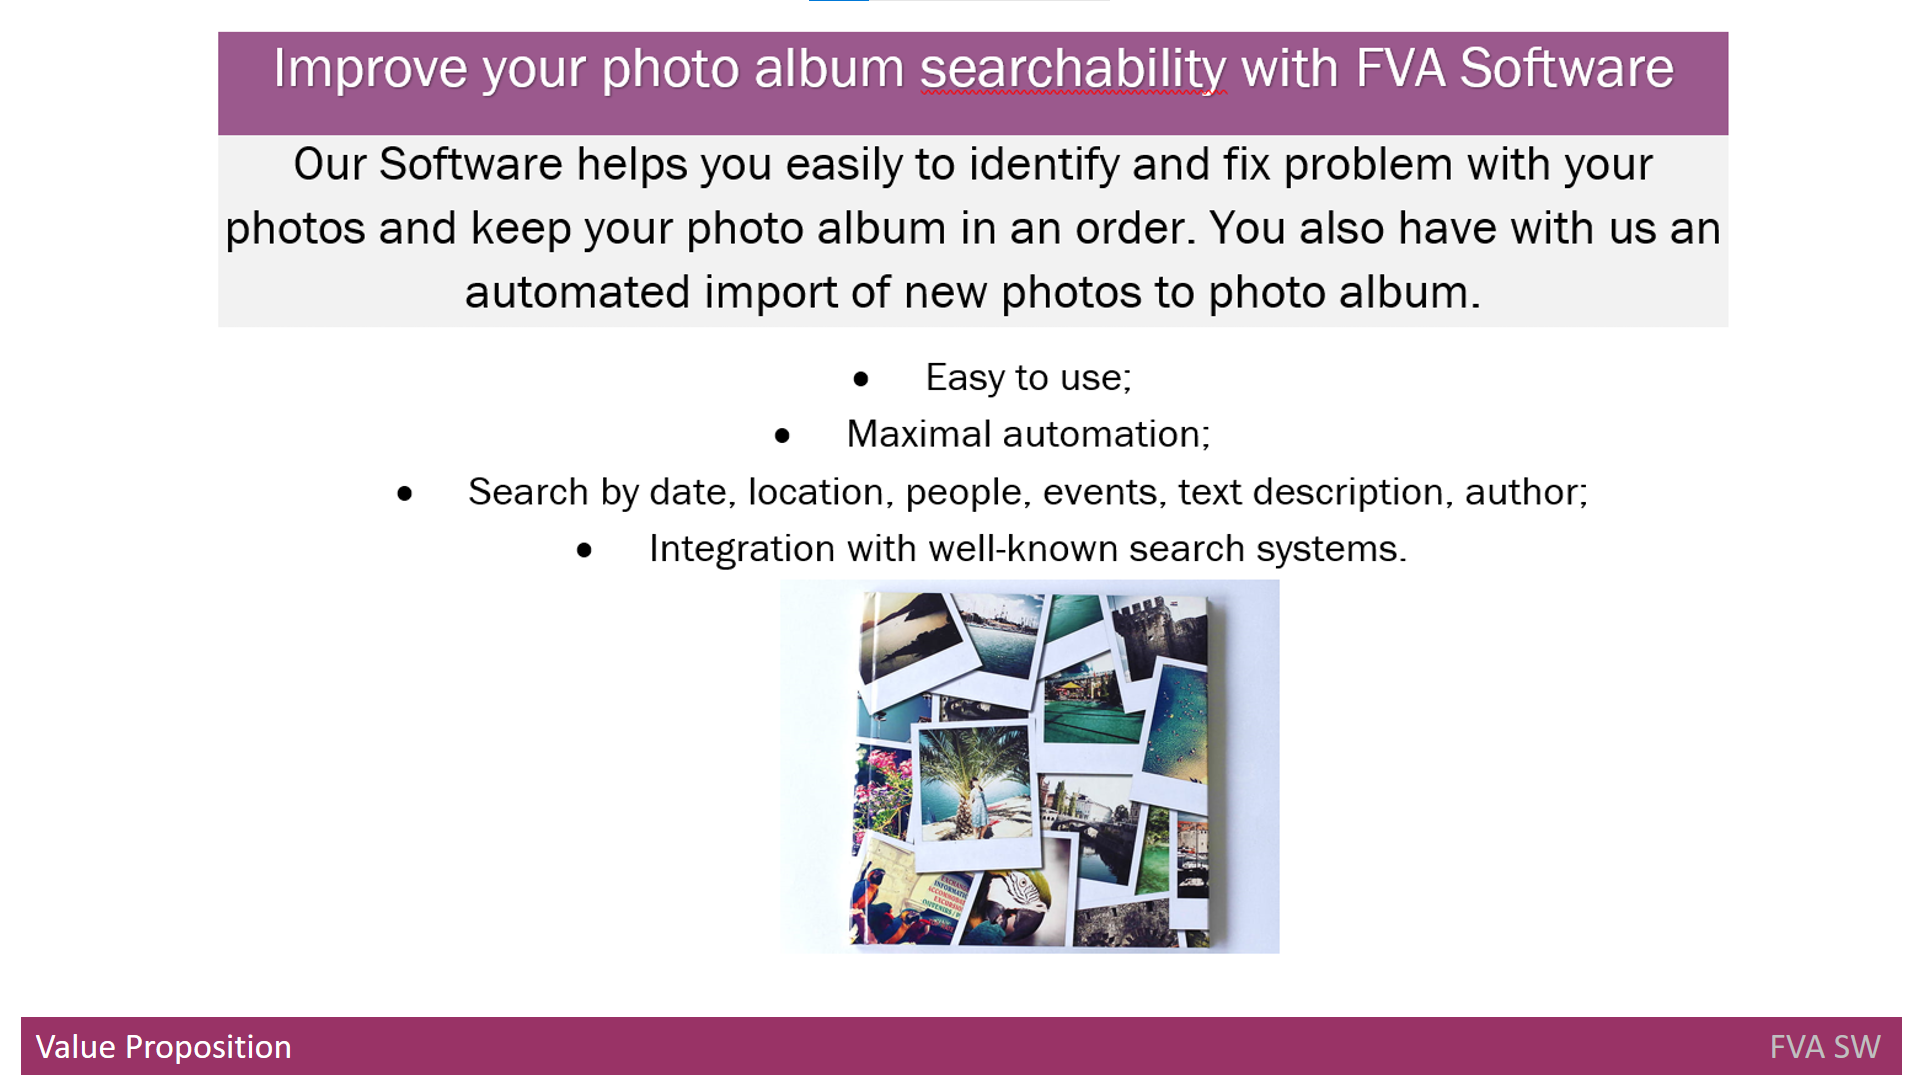 Improve your photo album searchability with FVA Software
Our Software helps you easily to identify and fix problem with your
photos and keep your photo album in an order. You also have with us an
automated import of new photos to photo album.
● Easy to use;
● Maximal automation;
● Search by date, location, people, events, text description, author;
● Integration with well-known search systems.
INFORMATI
ACCOMMODAT
EXCURSIO
Value Proposition
FVA SW